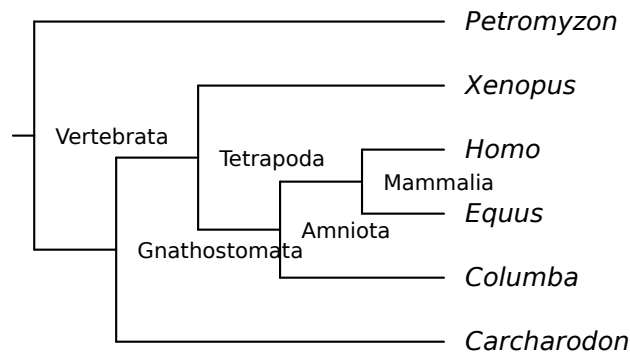 Petromyzon
Xenopus
Vertebrata
Homo
Tetrapoda
Mammalia
Equus
Amniota
Gnathostomata
Columba
Carcharodon